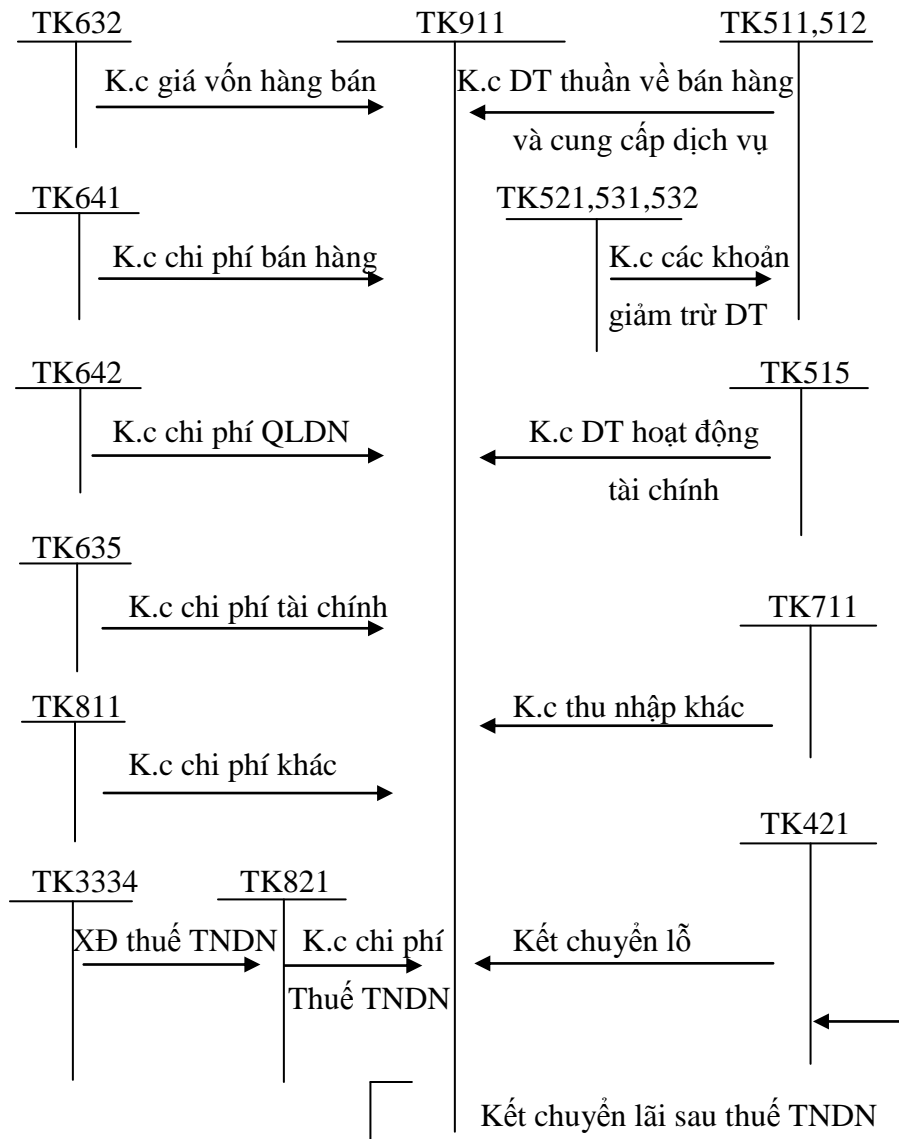 TK632 TK911 TK511,512
K.c giá vốn hàng bán K.c DT thuần về bán hàng
và cung cấp dịch vụ
TK641 TK521,531,532
K.c chi phí bán hàng K.c các khoản
giảm trừ DT
TK642 TK515
K.c chi phí QLDN K.c DT hoạt động
tài chính
TK635
K.c chi phí tài chính TK711
TK811 K.c thu nhập khác
K.c chi phí khác
TK421
TK3334 TK821
XĐ thuế TNDN K.c chi phí Kết chuyển lỗ
Thuế TNDN
Kết chuyển lãi sau thuế TNDN